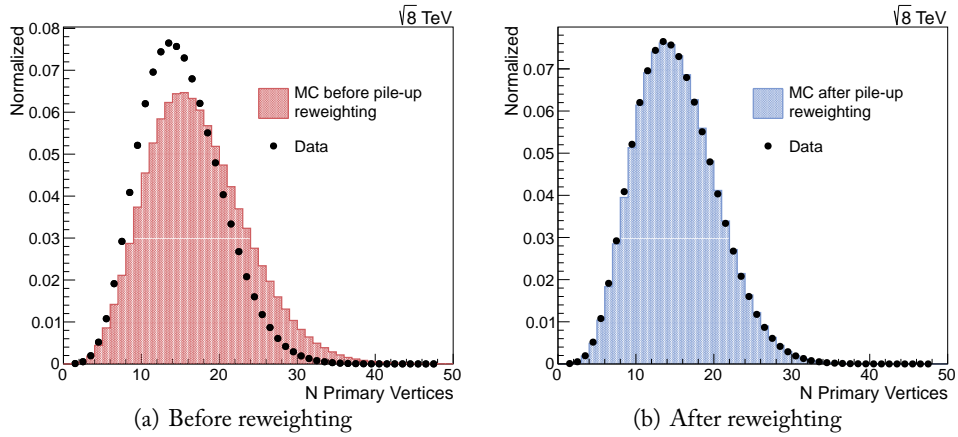 √8 TeV
Normalized
0.08
0.07
0.06
0.05
0.04
0.03
0.02
0.01
0
MC before pile-up
reweighting
Data
0 10 20 30 40 50
N Primary Vertices
(a) Before reweighting
√8 TeV
Normalized
0.08
0.07
0.06
0.05
0.04
0.03
0.02
0.01
0
MC after pile-up
reweighting
Data
0 10 20 30 40 50
N Primary Vertices
(b) After reweighting